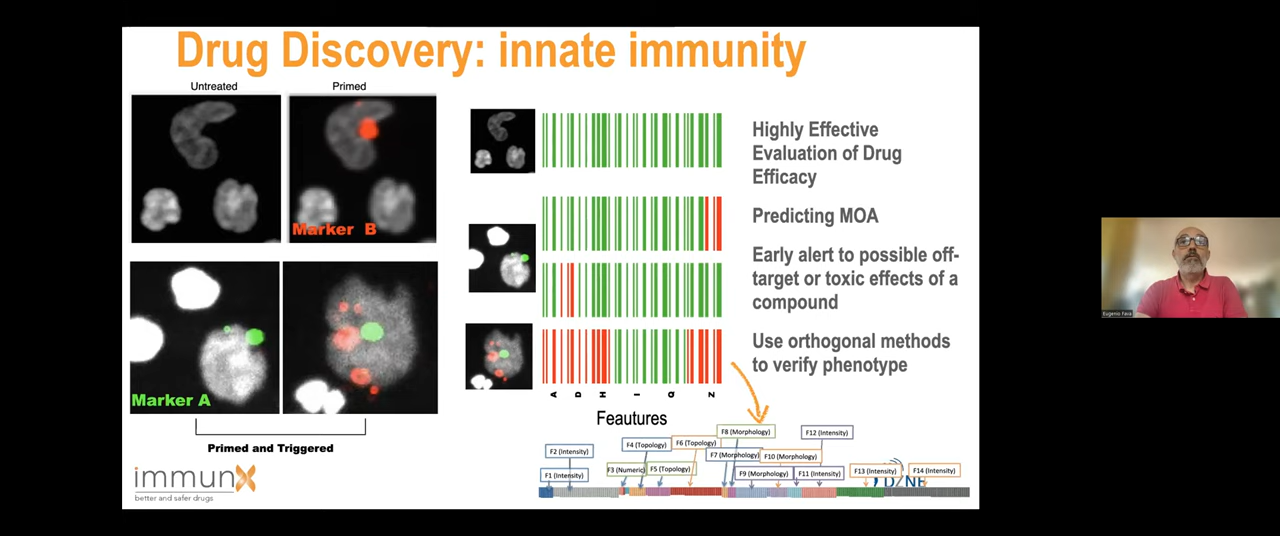 Drug Discovery: innate immunity
Untreated
Primed
Marker B
Marker A
Primed and Triggered
immunX
better and safer drugs
Highly Effective
Evaluation of Drug
Efficacy
Predicting MOA
Early alert to possible off-
target or toxic effects of a
compound
Use orthogonal methods
to verify phenotype
A D H I Q Z
Feautures
F8 (Morphology)
F12 (Intensity)
F4 (Topology)
F6 (Topology)
F2 (Intensity)
F7 (Morphology)
F10 (Morphology)
F1 (Intensity)
F3 (Numeric)
F5 (Topology)
F9 (Morphology)
F11 (Intensity)
F13 (Intensity)
F14 (Intensity)
DZNE
Eugenio Fava